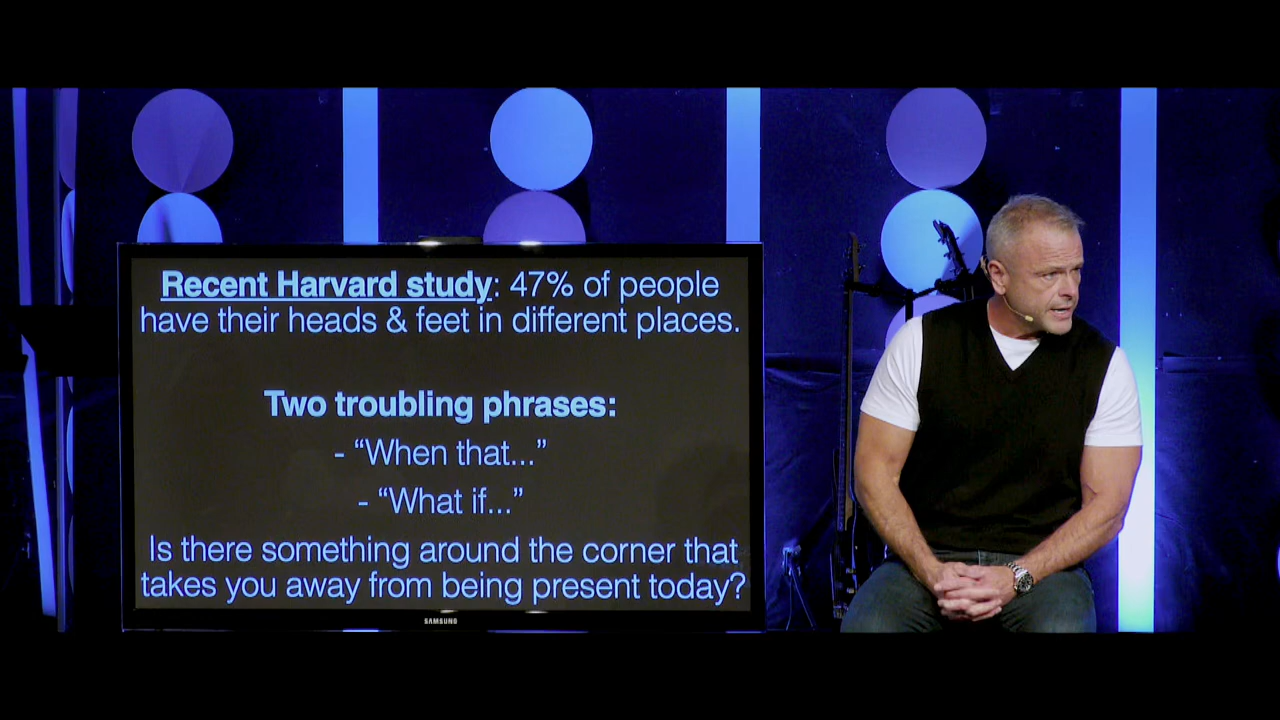 Recent Harvard study: 47% of people
have their heads & feet in different places.
Two troubling phrases:
- “When that...”
- “What if...”
Is there something around the corner that
takes you away from being present today?
SAMSUNG